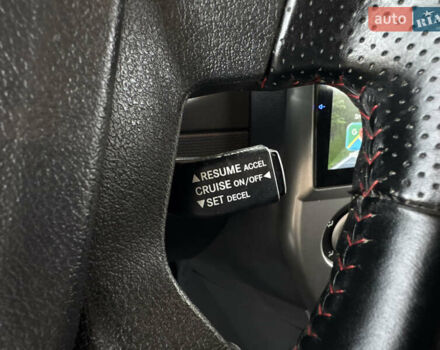 auto RIA
▲RESUME ACCEL
CRUISE ON/OFF◀
▼SET DECEL